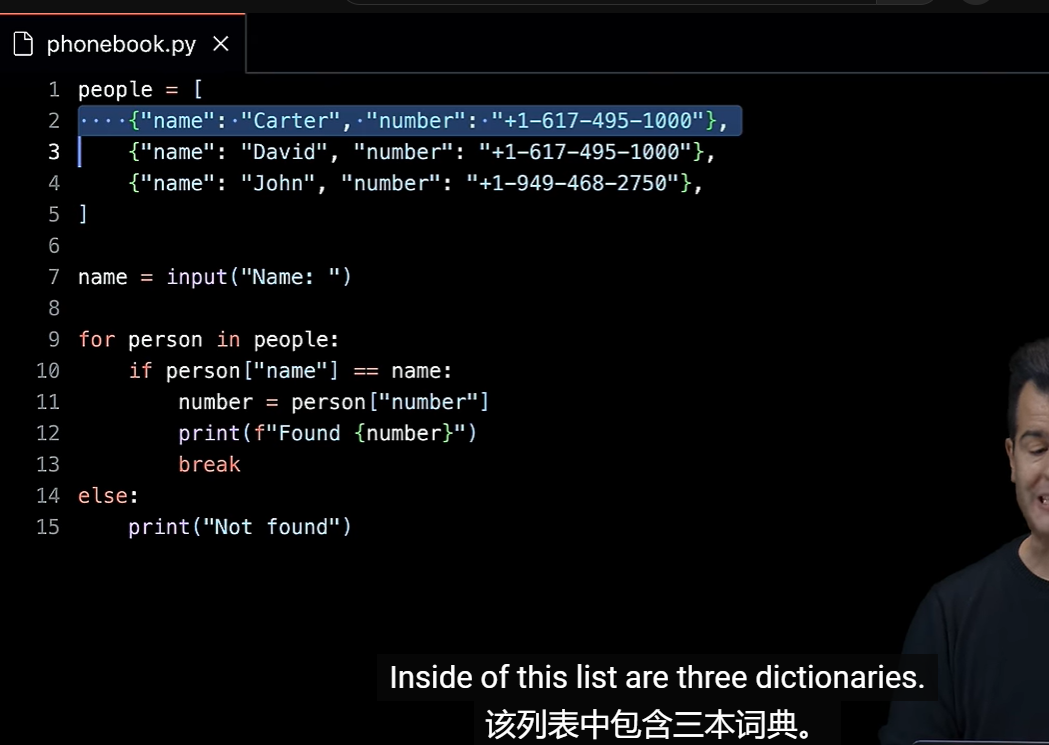 phonebook.py ×
1 people = [
2 ····{"name":·"Carter",·"number":·"+1-617-495-1000"},
3     {"name": "David", "number": "+1-617-495-1000"},
4     {"name": "John", "number": "+1-949-468-2750"},
5 ]
6
7 name = input("Name: ")
8
9 for person in people:
10     if person["name"] == name:
11         number = person["number"]
12         print(f"Found {number}")
13         break
14 else:
15     print("Not found")
Inside of this list are three dictionaries.
该列表中包含三本词典。